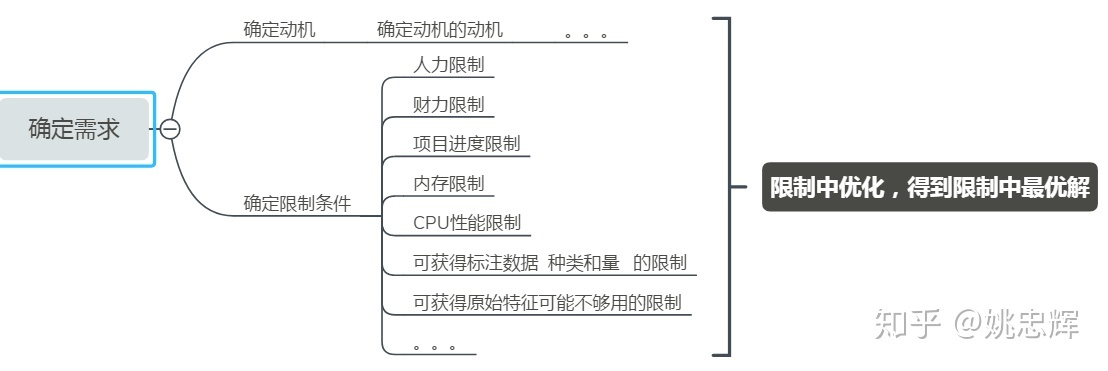 确定需求
确定动机
确定动机的动机
。。。
确定限制条件
人力限制
财力限制
项目进度限制
内存限制
CPU性能限制
可获得标注数据 种类和量 的限制
可获得原始特征可能不够用的限制
。。。
限制中优化，得到限制中最优解
知乎 @姚忠辉